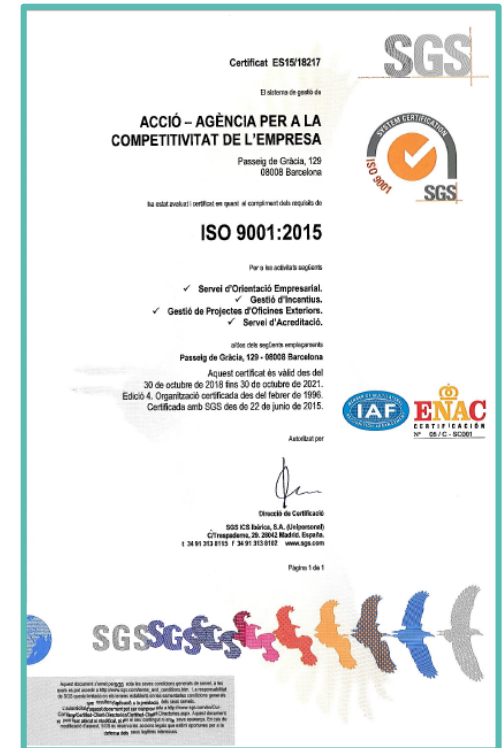 Certificat ES15/18217
SGS
El sistema de gestió de
ACCIÓ – AGÈNCIA PER A LA
COMPETITIVITAT DE L'EMPRESA
Passeig de Gràcia, 129
08008 Barcelona
SYSTEM CERTIFICATION
ISO 9001
SGS
ha estat avaluat i certificat en quant al compliment dels requisits de
ISO 9001:2015
Per a les activitats següents
✓ Servei d'Orientació Empresarial.
✓ Gestió d'Incentius.
✓ Gestió de Projectes d'Oficines Exteriors.
✓ Servei d'Acreditació.
dels següents emplaçaments
Passeig de Gràcia, 129 - 08008 Barcelona
Aquest certificat és vàlid des del
30 de octubre de 2018 fins 30 de octubre de 2021.
Edició 4. Organització certificada des del febrer de 1996.
Certificada amb SGS des de 22 de junio de 2015.
IAF
ENAC
CERTIFICACIÓN
Nº 05 / C - SC001
Autoritzat per
Direcció de Certificació
SGS ICS Ibérica, S.A. (Unipersonal)
C/Trespaderne, 29. 28042 Madrid. España.
t 34 91 313 8115 f 34 91 313 8102 www.sgs.com
Pàgina 1 de 1
SGSSGSSGSSGS